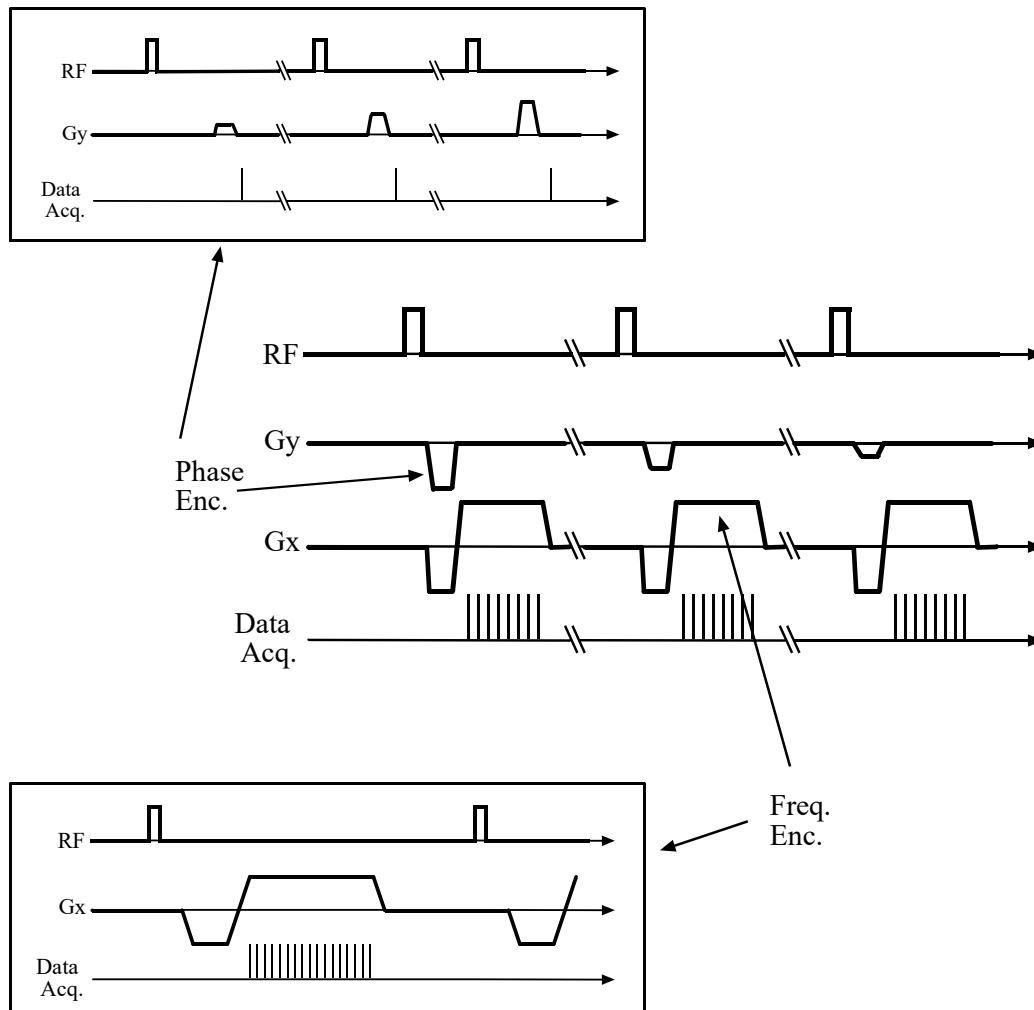 RF
Gy
Data
Acq.
RF
Gy
Phase
Enc.
Gx
Data
Acq.
Freq.
Enc.
RF
Gx
Data
Acq.